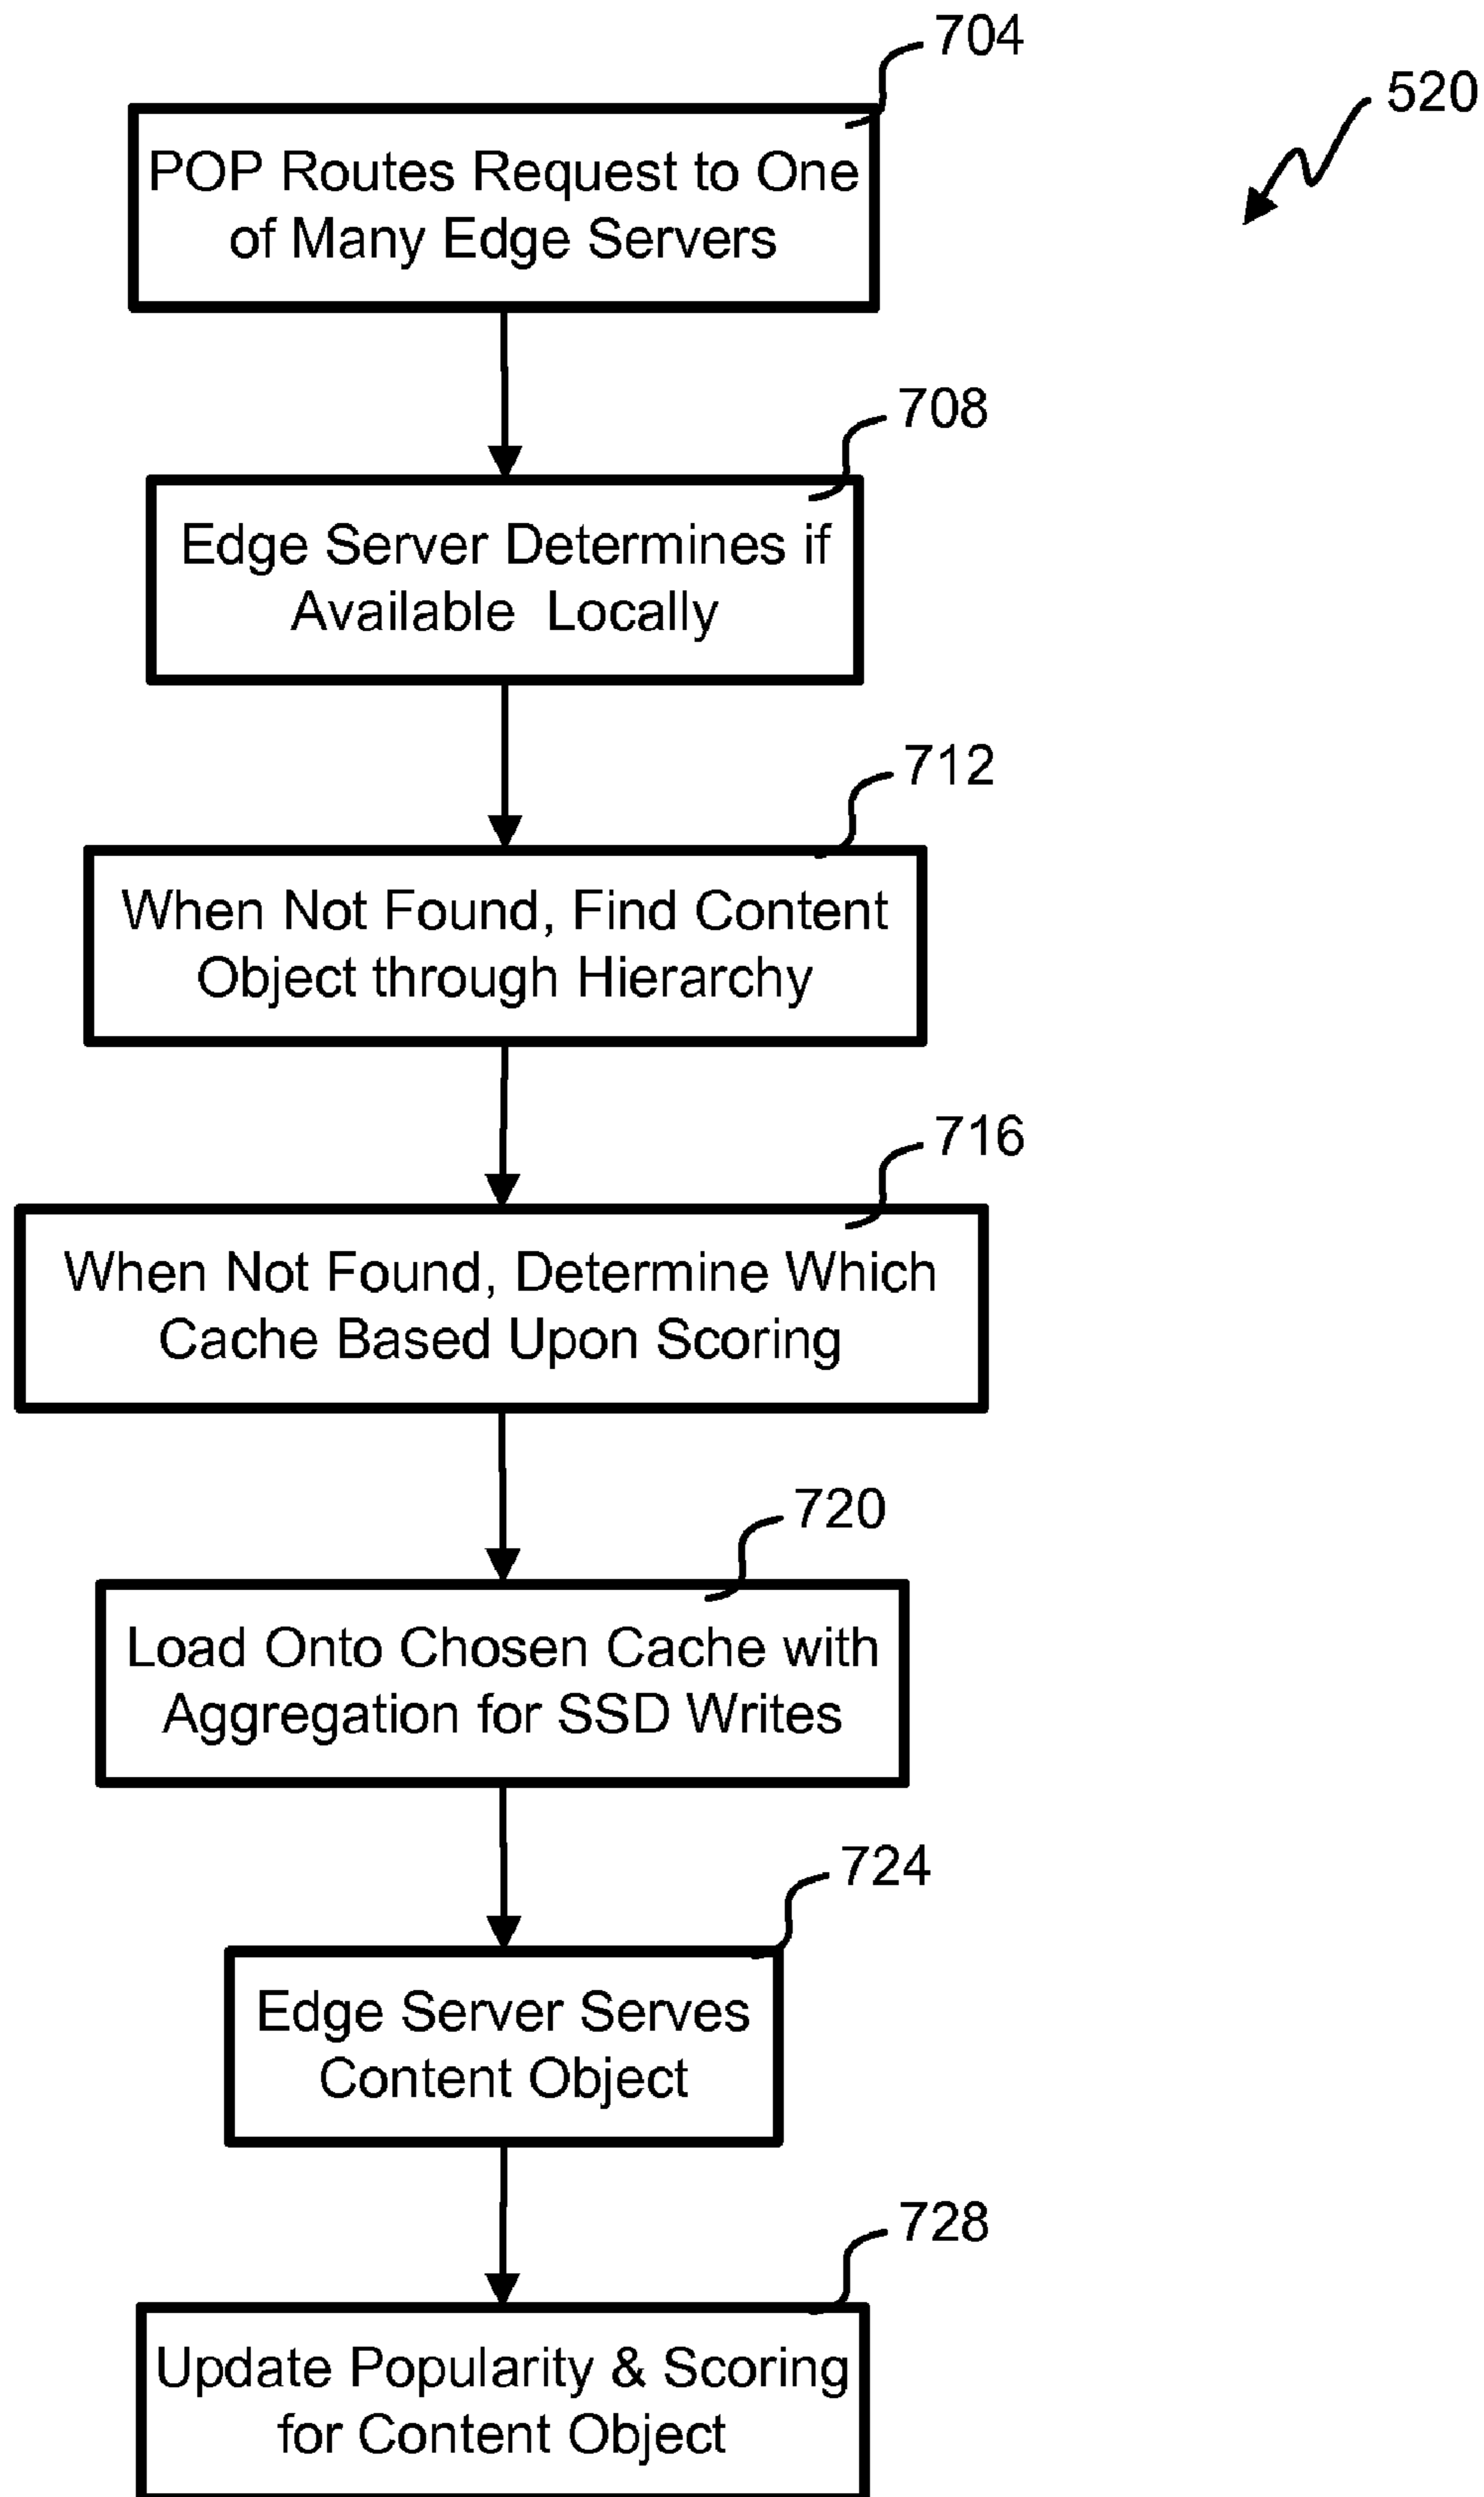 704
520
POP Routes Request to One
of Many Edge Servers
708
Edge Server Determines if
Available Locally
712
When Not Found, Find Content
Object through Hierarchy
716
When Not Found, Determine Which
Cache Based Upon Scoring
720
Load Onto Chosen Cache with
Aggregation for SSD Writes
724
Edge Server Serves
Content Object
728
Update Popularity & Scoring
for Content Object